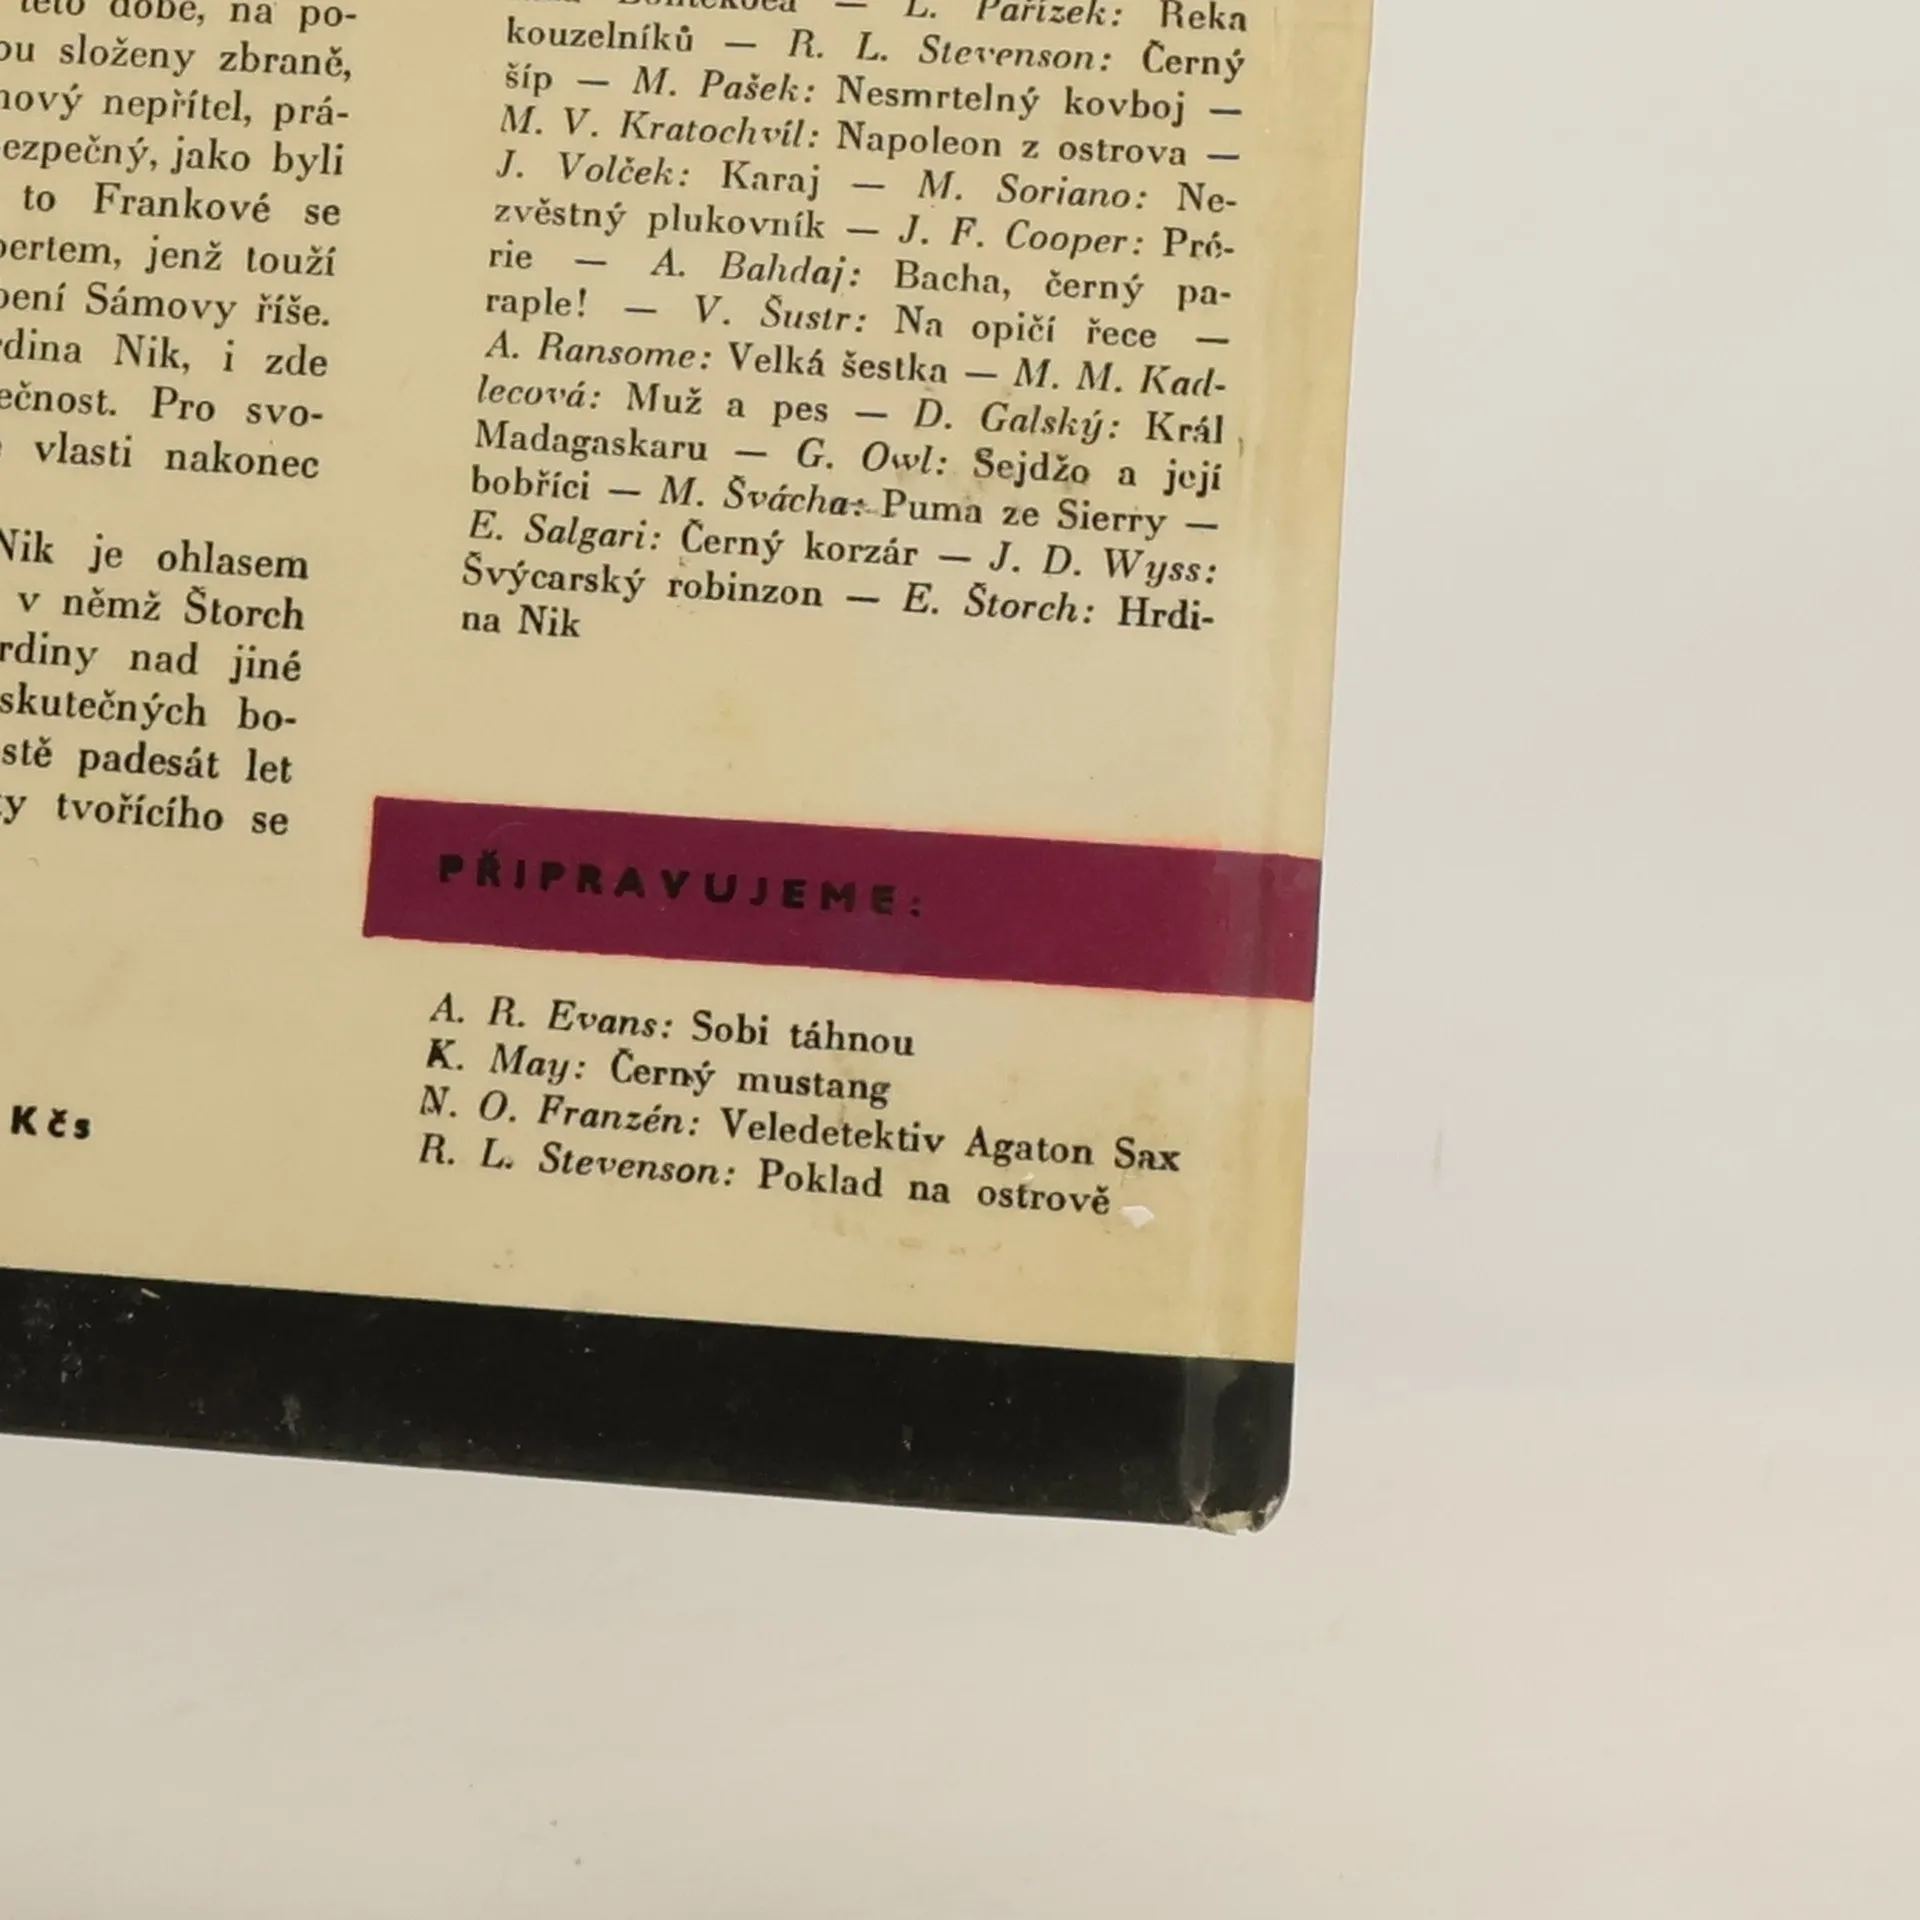 této době, na po-
ou složeny zbraně,
nový nepřítel, prá-
ezpečný, jako byli
to Frankové se
bertem, jenž touží
bení Sámovy říše.
rdina Nik, i zde
ečnost. Pro svo-
vlasti nakonec
Nik je ohlasem
v němž Štorch
rdiny nad jiné
skutečných bo-
stě padesát let
y tvořícího se
Kčs
L. Pařízek: Řeka
kouzelníků — R. L. Stevenson: Černý
šíp — M. Pašek: Nesmrtelný kovboj —
M. V. Kratochvíl: Napoleon z ostrova —
J. Volček: Karaj — M. Soriano: Ne-
zvěstný plukovník — J. F. Cooper: Pré-
rie — A. Bahdaj: Bacha, černý pa-
raple! — V. Šustr: Na opičí řece —
A. Ransome: Velká šestka — M. M. Kad-
lecová: Muž a pes — D. Galský: Král
Madagaskaru — G. Owl: Sejdžo a její
bobříci — M. Švácha: Puma ze Sierry —
E. Salgari: Černý korzár — J. D. Wyss:
Švýcarský robinzon — E. Štorch: Hrdi-
na Nik
PŘIPRAVUJEME:
A. R. Evans: Sobi táhnou
K. May: Černý mustang
N. O. Franzén: Veledetektiv Agaton Sax
R. L. Stevenson: Poklad na ostrově